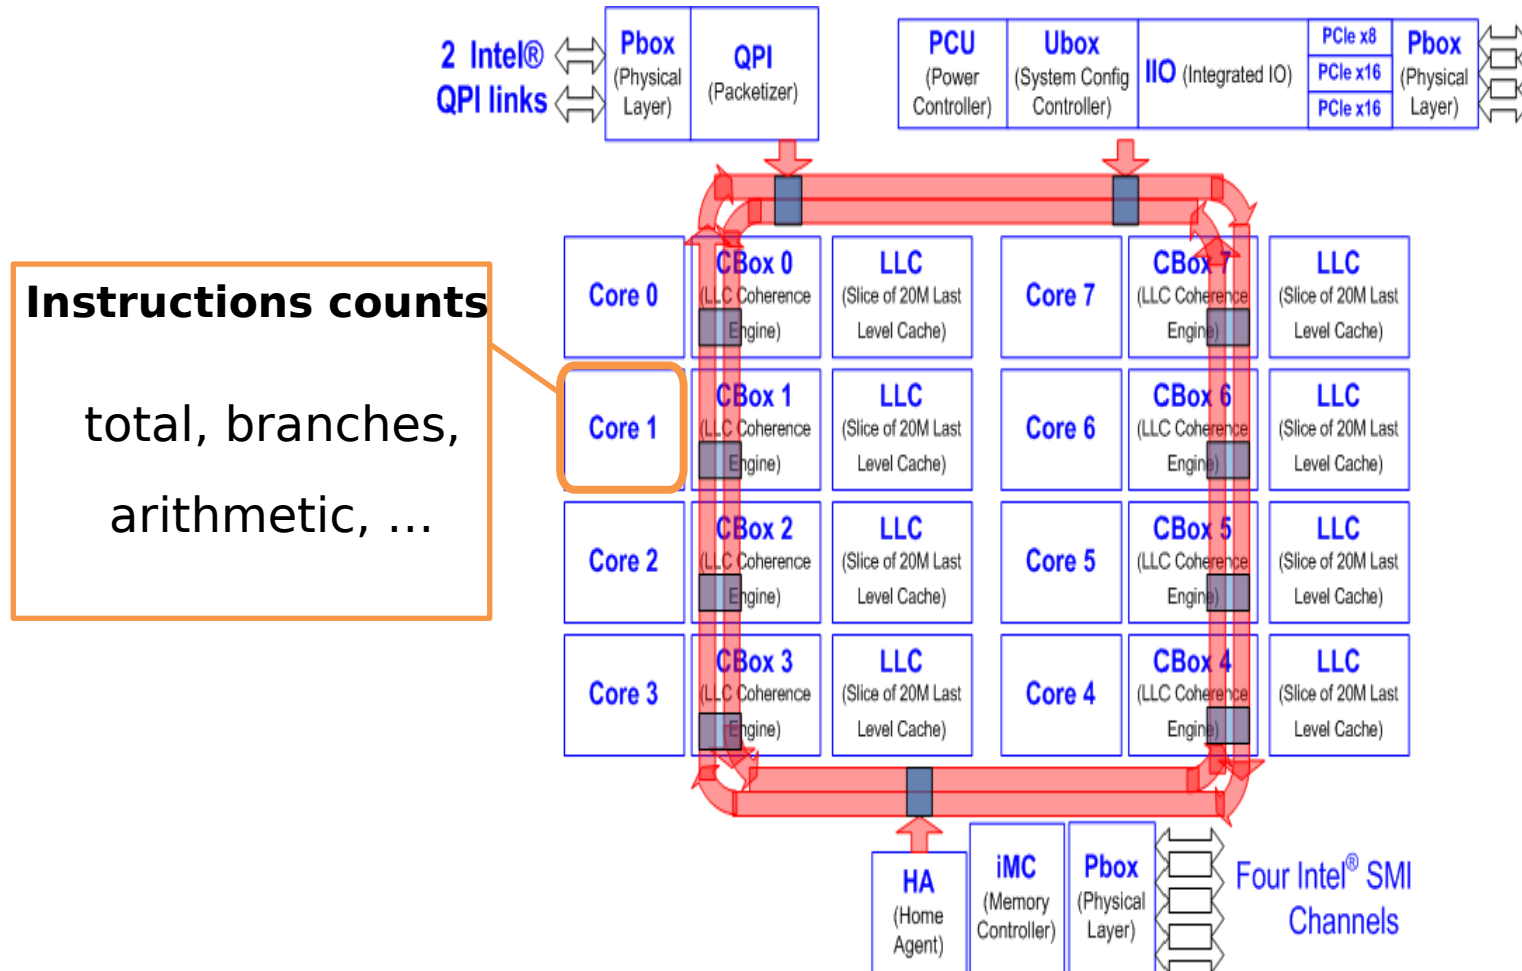 2 Intel®
QPI links
Pbox
(Physical
Layer)
QPI
(Packetizer)
PCU
(Power
Controller)
Ubox
(System Config
Controller)
IIO (Integrated IO)
PCIe x8
PCIe x16
PCIe x16
Pbox
(Physical
Layer)
Instructions counts
total, branches,
arithmetic, ...
Core 0
CBox 0
(LLC Coherence
Engine)
LLC
(Slice of 20M Last
Level Cache)
Core 7
CBox 7
(LLC Coherence
Engine)
LLC
(Slice of 20M Last
Level Cache)
Core 1
CBox 1
(LLC Coherence
Engine)
LLC
(Slice of 20M Last
Level Cache)
Core 6
CBox 6
(LLC Coherence
Engine)
LLC
(Slice of 20M Last
Level Cache)
Core 2
CBox 2
(LLC Coherence
Engine)
LLC
(Slice of 20M Last
Level Cache)
Core 5
CBox 5
(LLC Coherence
Engine)
LLC
(Slice of 20M Last
Level Cache)
Core 3
CBox 3
(LLC Coherence
Engine)
LLC
(Slice of 20M Last
Level Cache)
Core 4
CBox 4
(LLC Coherence
Engine)
LLC
(Slice of 20M Last
Level Cache)
HA
(Home
Agent)
iMC
(Memory
Controller)
Pbox
(Physical
Layer)
Four Intel® SMI
Channels